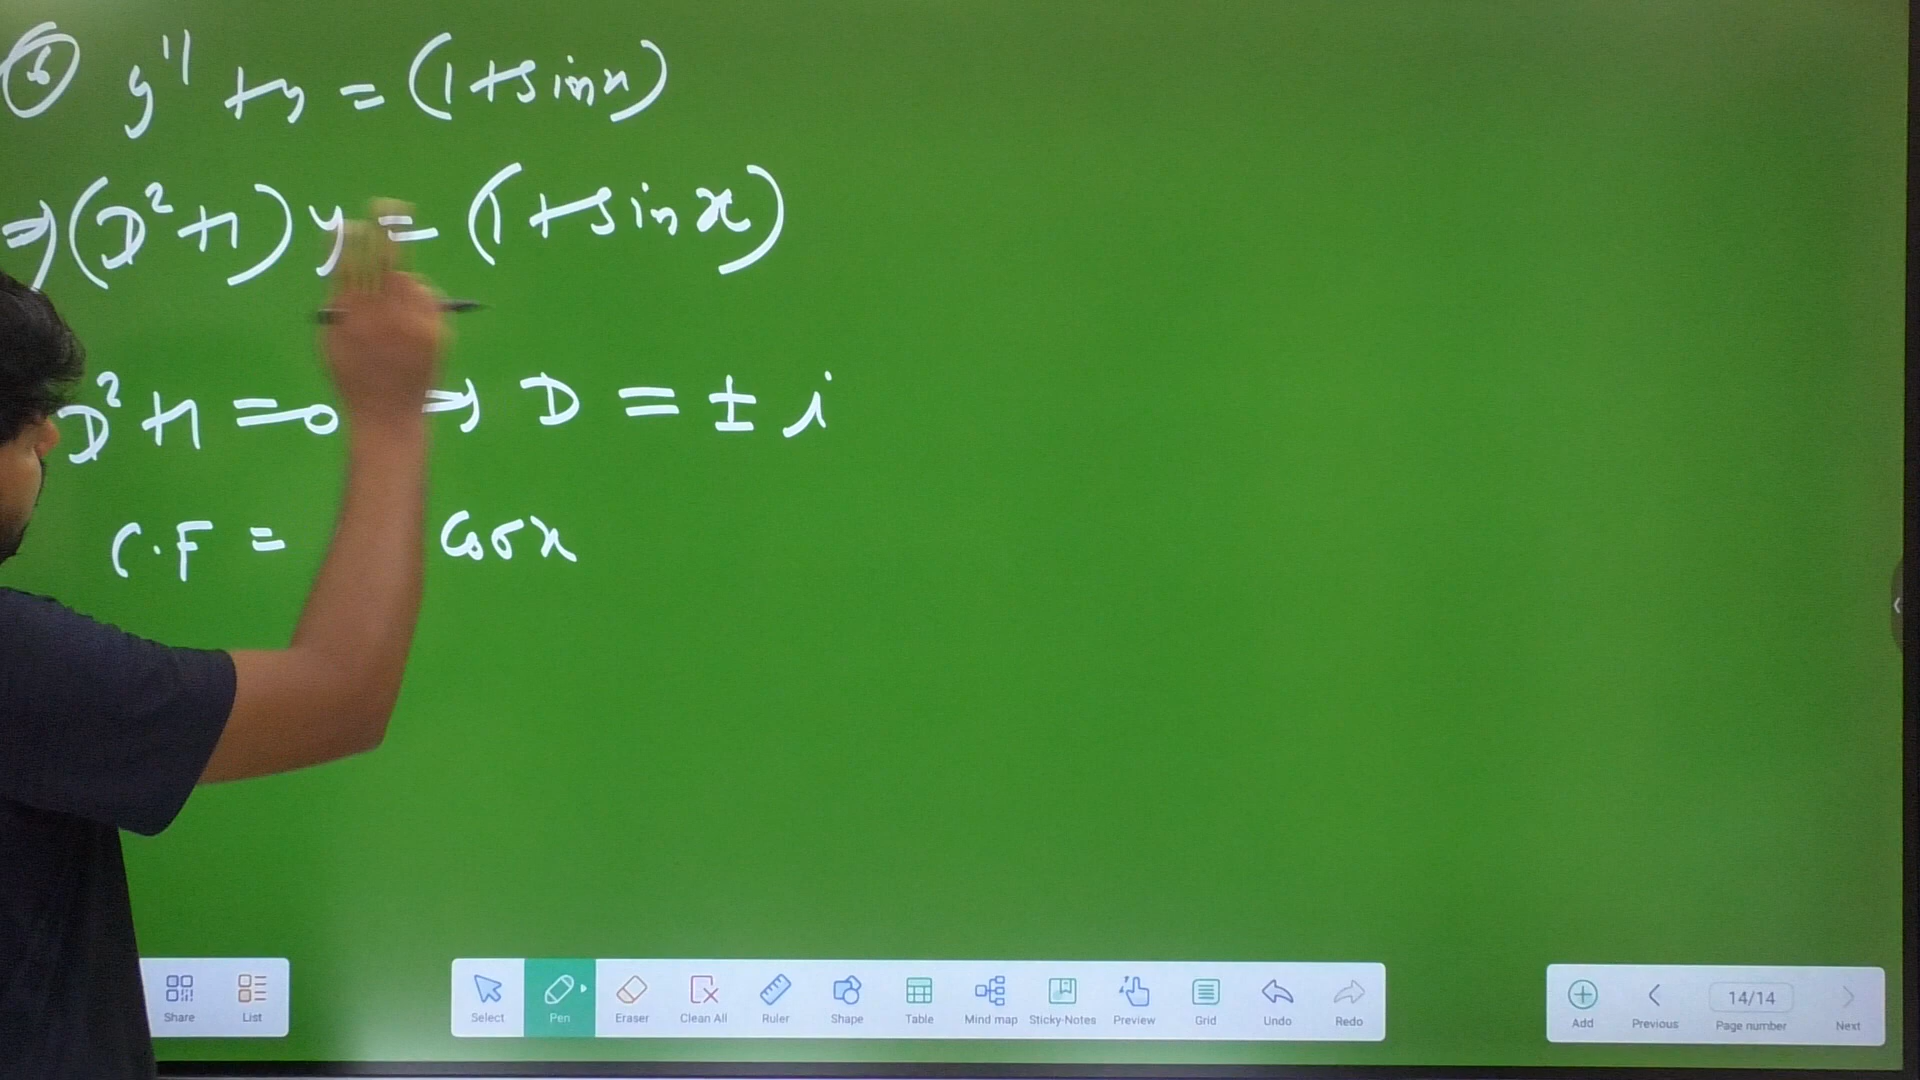 ⑥ y'' + y = (1 + sin x)
⇒ (D² + 1) y = (1 + sin x)
D² + 1 = 0 ⇒ D = ± i
C.F = Cos x
Share List Select Pen Eraser Clean All Ruler Shape Table Mind map Sticky-Notes Preview Grid Undo Redo Add Previous 14/14 Page number Next